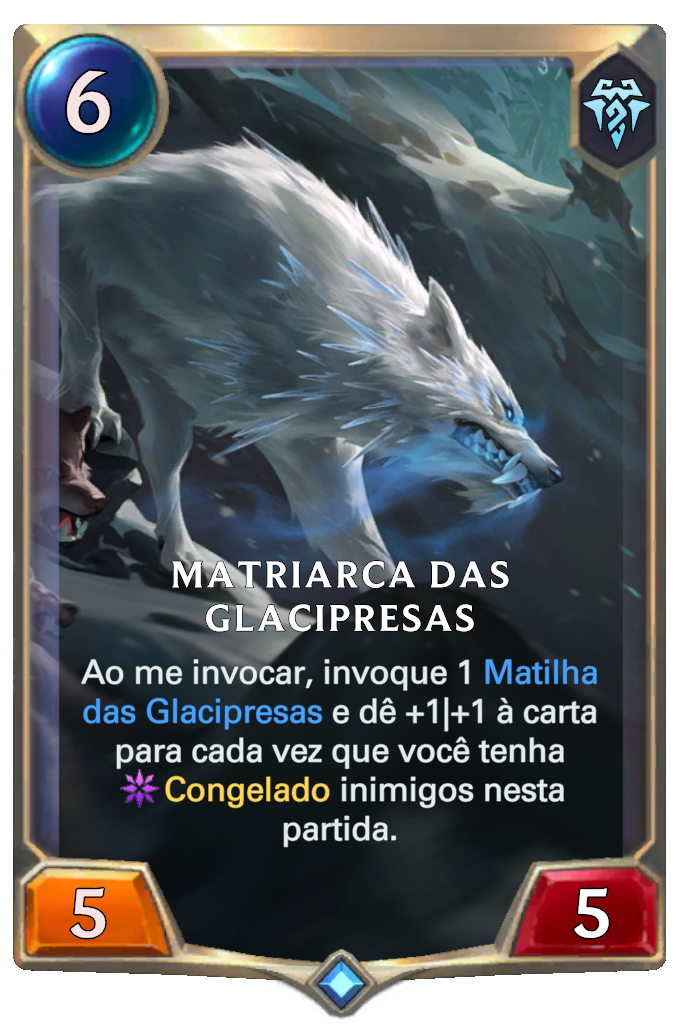 6
MATRIARCA DAS
GLACIPRESAS
Ao me invocar, invoque 1 Matilha
das Glacipresas e dê +1|+1 à carta
para cada vez que você tenha
Congelado inimigos nesta
partida.
5
5